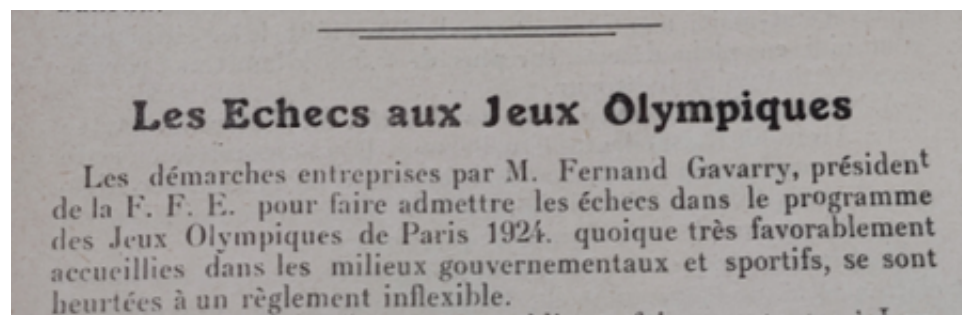 Les Echecs aux Jeux Olympiques
Les démarches entreprises par M. Fernand Gavarry, président
de la F. F. E. pour faire admettre les échecs dans le programme
des Jeux Olympiques de Paris 1924. quoique très favorablement
accueillies dans les milieux gouvernementaux et sportifs, se sont
heurtées à un règlement inflexible.